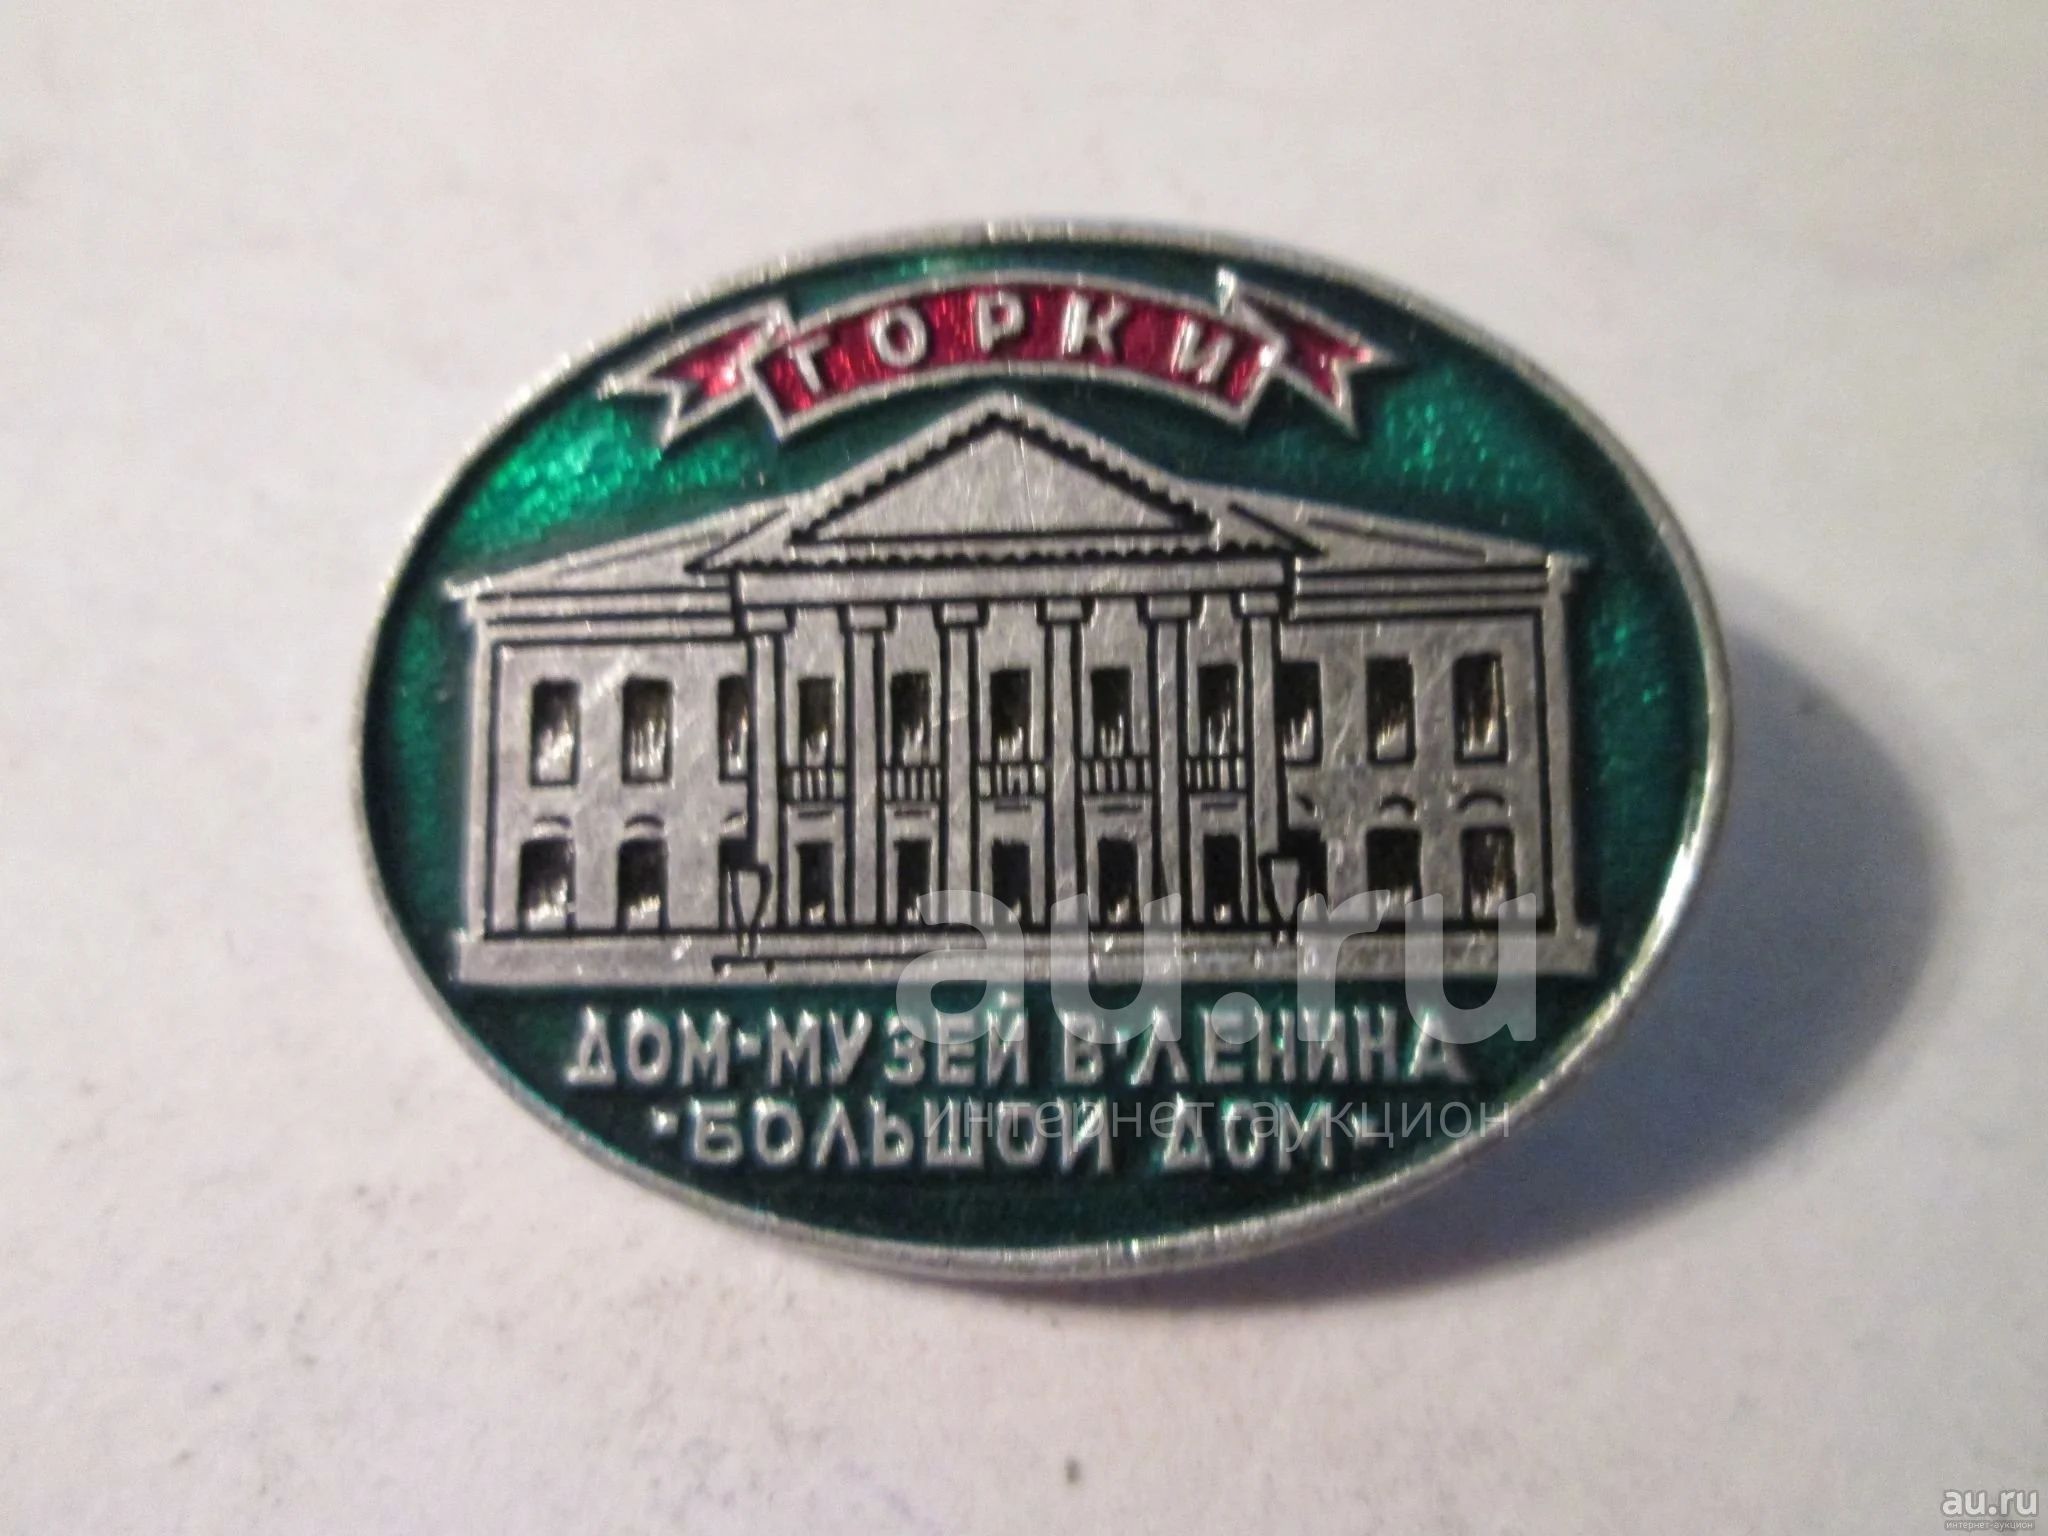 ГОРКИ
ДОМ-МУЗЕЙ В·ЛЕНИНА
·БОЛЬШОЙ ДОМ·
au.ru
интернет-аукцион
au.ru
интернет-аукцион